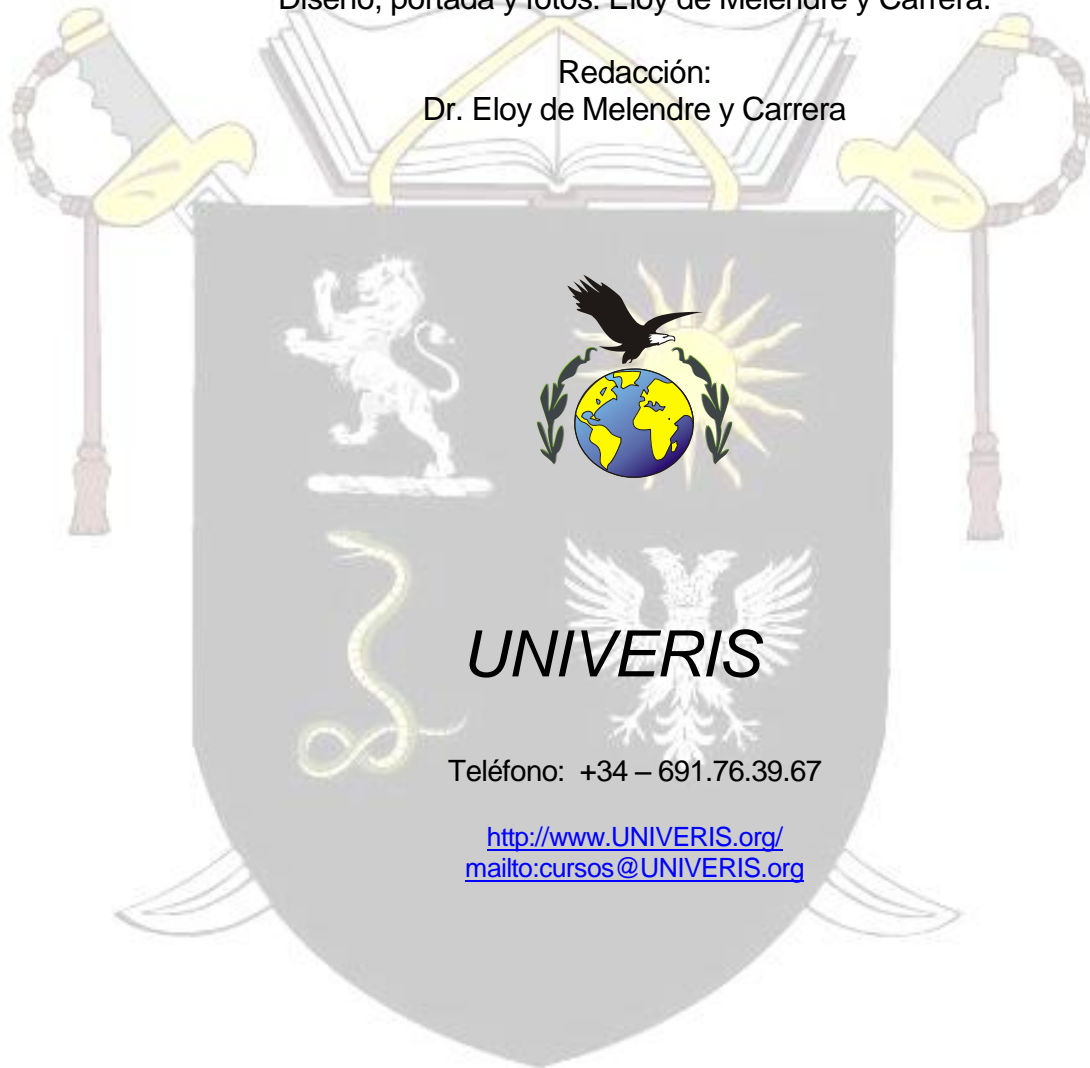 Diseño, portada y fotos: Eloy de Melendre y Carrera.
Redacción:
Dr. Eloy de Melendre y Carrera
UNIVERIS
Teléfono: +34 – 691.76.39.67
http://www.UNIVERIS.org/
mailto:cursos@UNIVERIS.org